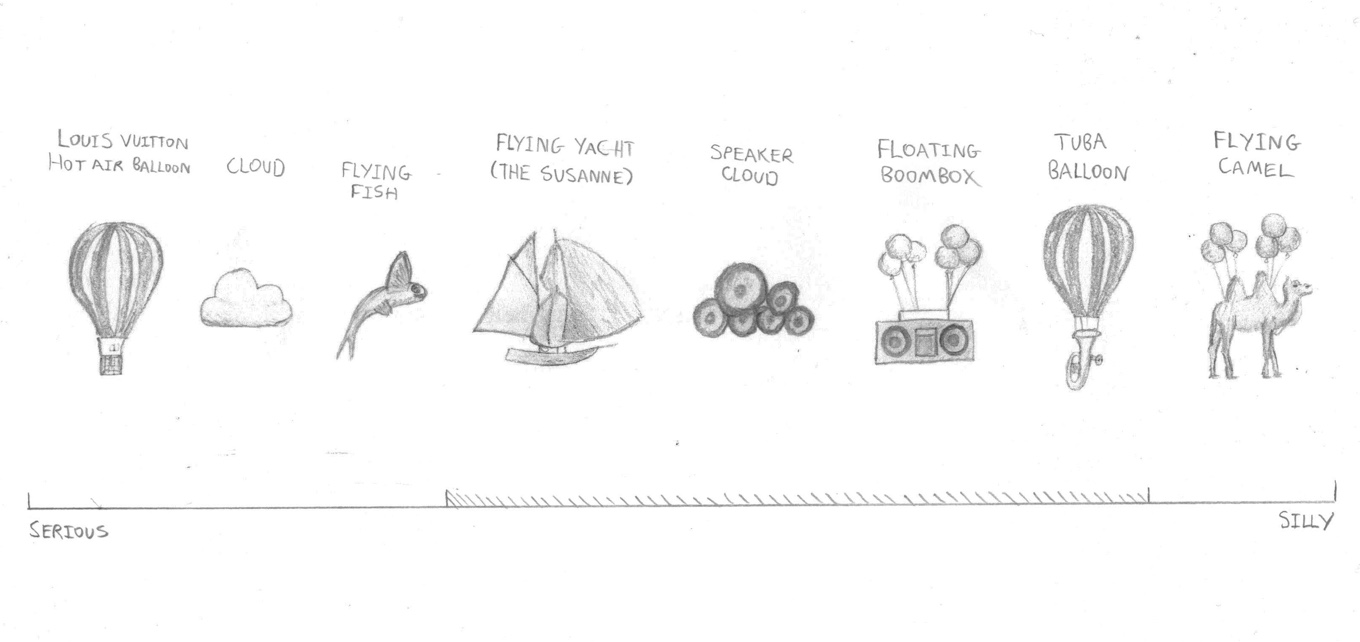 LOUIS VUITTON
HOT AIR BALLOON
CLOUD
FLYING
FISH
FLYING YACHT
(THE SUSANNE)
SPEAKER
CLOUD
FLOATING
BOOMBOX
TUBA
BALLOON
FLYING
CAMEL
SERIOUS
SILLY